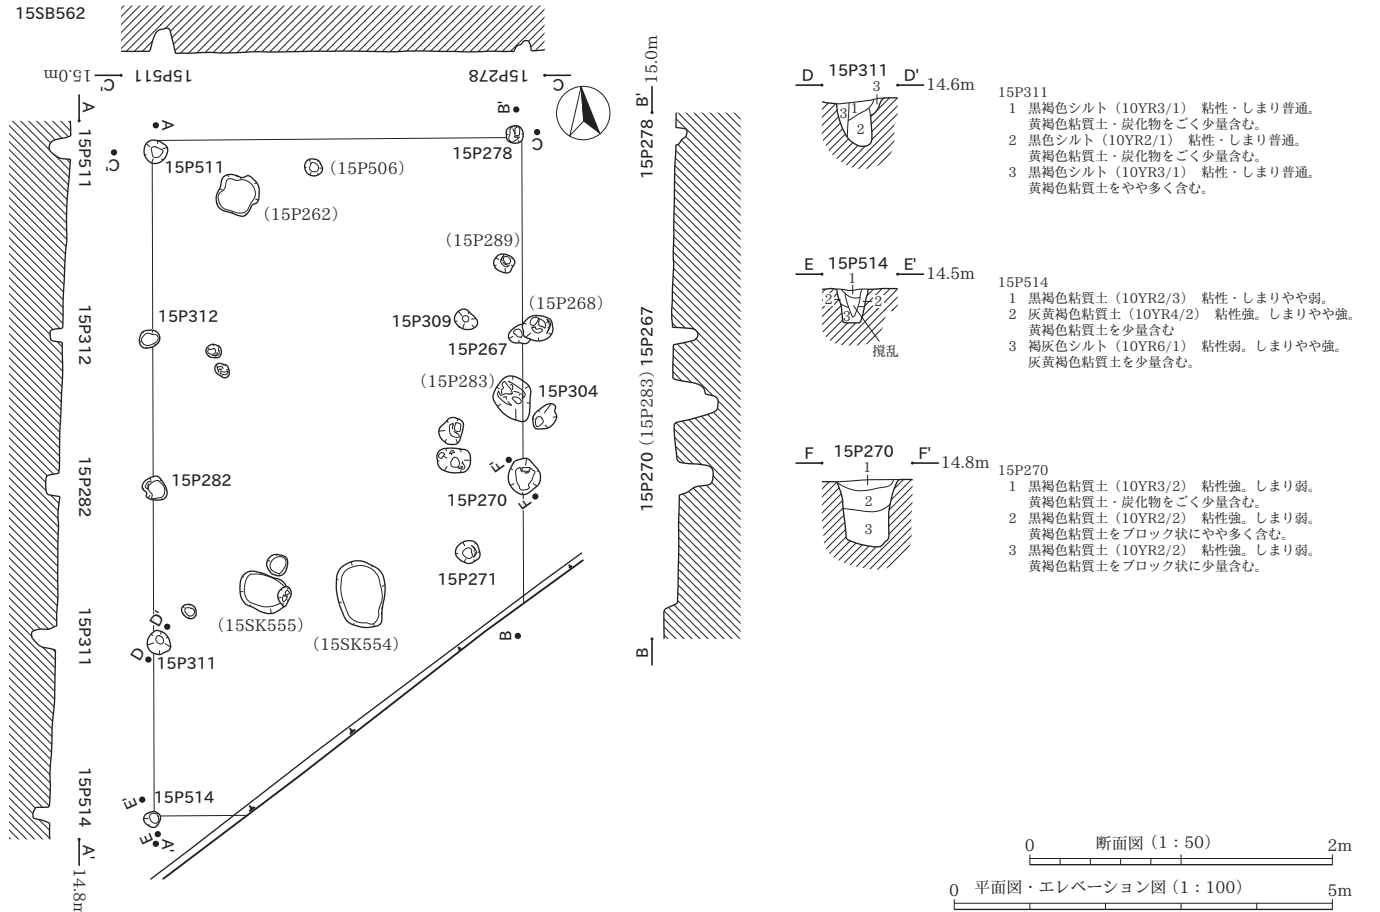 15SB562
15.0m
C'
15P511
15P278
C
A
15P511
15P312
15P282
15P311
15P514
A'
14.8m
A
C'
15P511
B'
C
15P278
(15P506)
(15P262)
(15P289)
(15P268)
15P312
15P309
15P267
(15P283)
15P304
15P282
F'
15P270
F
15P271
(15SK555)
(15SK554)
D'
D
15P311
B
E'
15P514
E
A'
15.0m
B'
15P278
15P267
(15P283)
15P270
B
D 15P311 D' 14.6m
3
3 1
2
15P311
1 黒褐色シルト(10YR3/1) 粘性・しまり普通。
黄褐色粘質土・炭化物をごく少量含む。
2 黒色シルト(10YR2/1) 粘性・しまり普通。
黄褐色粘質土・炭化物をごく少量含む。
3 黒褐色シルト(10YR3/1) 粘性・しまり普通。
黄褐色粘質土をやや多く含む。
E 15P514 E' 14.5m
1
2 2
3
撹乱
15P514
1 黒褐色粘質土(10YR2/3) 粘性・しまりやや弱。
2 灰黄褐色粘質土(10YR4/2) 粘性強。しまりやや強。
黄褐色粘質土を少量含む
3 褐灰色シルト(10YR6/1) 粘性弱。しまりやや強。
灰黄褐色粘質土を少量含む。
F 15P270 F' 14.8m
1
2
3
15P270
1 黒褐色粘質土(10YR3/2) 粘性強。しまり弱。
黄褐色粘質土・炭化物をごく少量含む。
2 黒褐色粘質土(10YR2/2) 粘性強。しまり弱。
黄褐色粘質土をブロック状にやや多く含む。
3 黒褐色粘質土(10YR2/2) 粘性強。しまり弱。
黄褐色粘質土をブロック状に少量含む。
0 断面図(1:50) 2m
0 平面図・エレベーション図(1:100) 5m